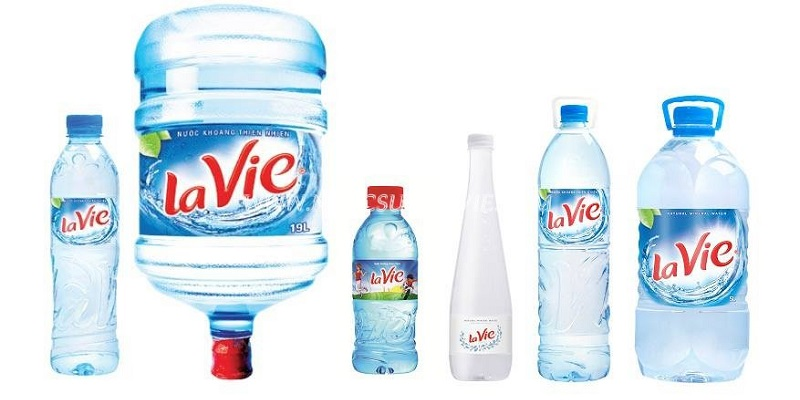 la Vie
NƯỚC KHOÁNG THIÊN NHIÊN
la Vie
19L
la Vie
la Vie
la Vie
NATURAL MINERAL WATER
la Vie